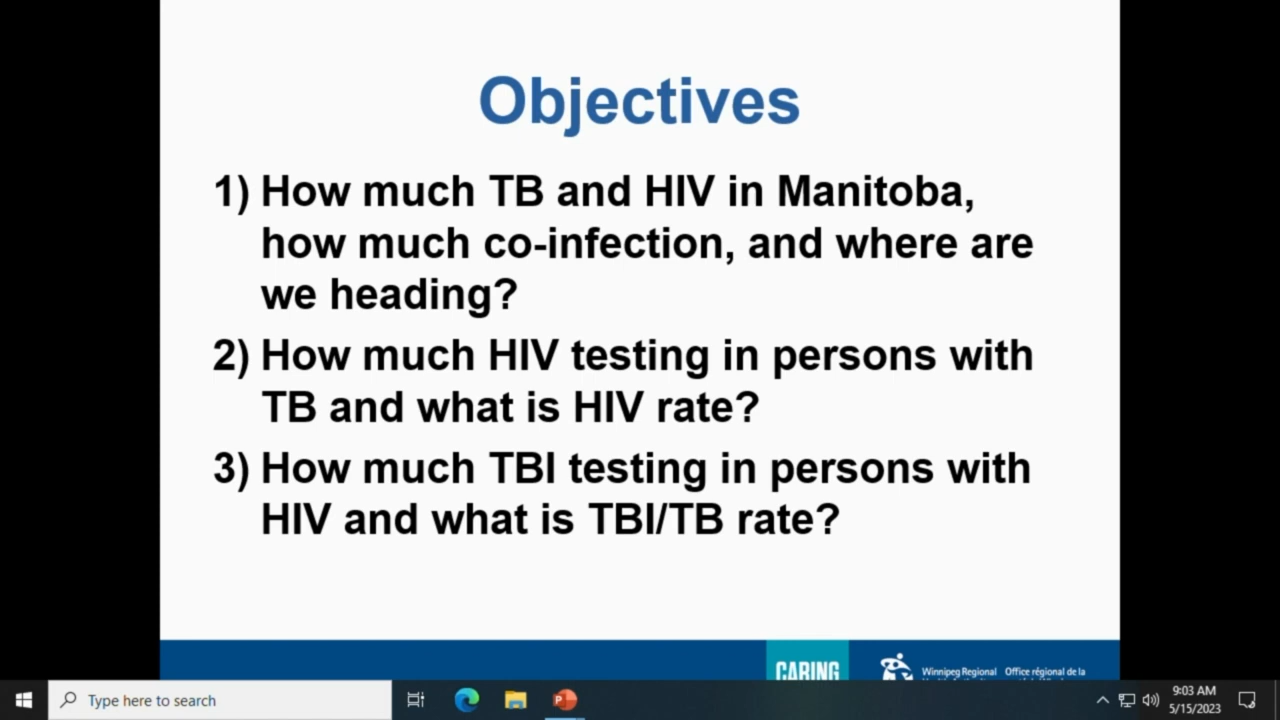 Objectives
1) How much TB and HIV in Manitoba,
how much co-infection, and where are
we heading?
2) How much HIV testing in persons with
TB and what is HIV rate?
3) How much TBI testing in persons with
HIV and what is TBI/TB rate?
CARING
Winnipeg Regional Office régional de la
Type here to search
9:03 AM
5/15/2023